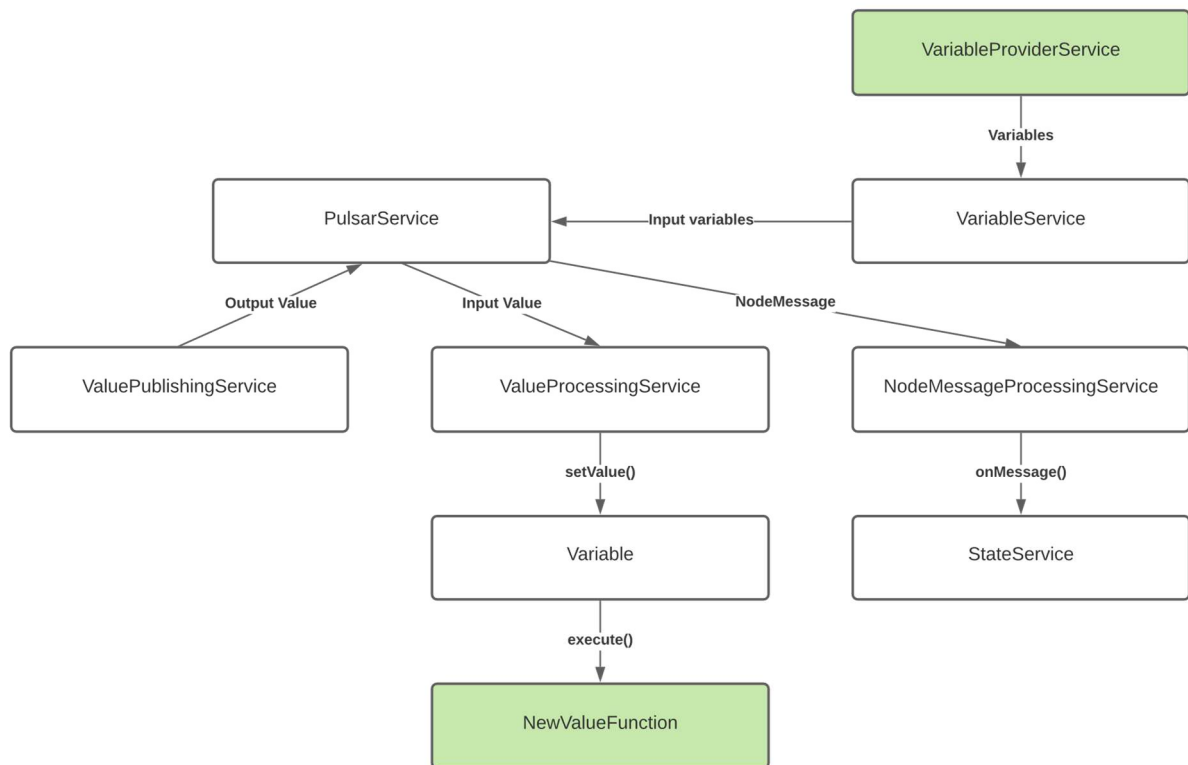 VariableProviderService
Variables
PulsarService
Input variables
VariableService
Output Value
Input Value
NodeMessage
ValuePublishingService
ValueProcessingService
NodeMessageProcessingService
setValue()
onMessage()
Variable
StateService
execute()
NewValueFunction